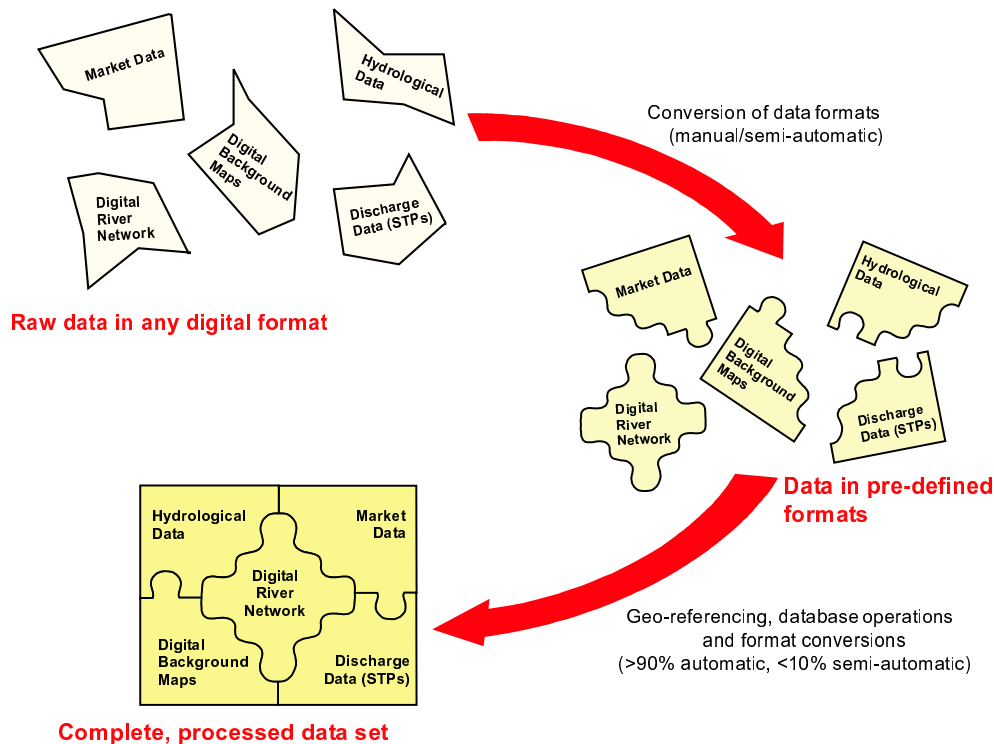 Market Data
Hydrological
Data
Digital
Background
Maps
Digital
River
Network
Discharge
Data (STPs)
Raw data in any digital format
Conversion of data formats
(manual/semi-automatic)
Market Data
Hydrological
Data
Digital
Background
Maps
Digital
River
Network
Discharge
Data (STPs)
Data in pre-defined
formats
Hydrological
Data
Market
Data
Digital
River
Network
Digital
Background
Maps
Discharge
Data (STPs)
Geo-referencing, database operations
and format conversions
(>90% automatic, <10% semi-automatic)
Complete, processed data set